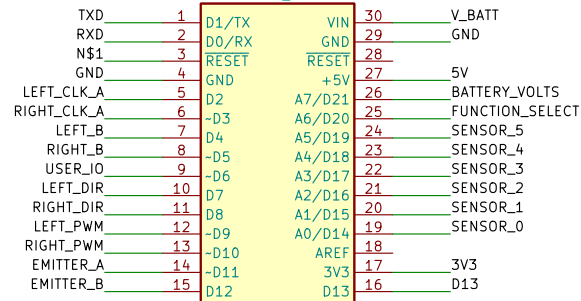 TXD 1 D1/TX VIN 30 V_BATT
RXD 2 D0/RX GND 29 GND
N$1 3 RESET RESET 28
GND 4 GND +5V 27 5V
LEFT_CLK_A 5 D2 A7/D21 26 BATTERY_VOLTS
RIGHT_CLK_A 6 ~D3 A6/D20 25 FUNCTION_SELECT
LEFT_B 7 D4 A5/D19 24 SENSOR_5
RIGHT_B 8 ~D5 A4/D18 23 SENSOR_4
USER_IO 9 ~D6 A3/D17 22 SENSOR_3
LEFT_DIR 10 D7 A2/D16 21 SENSOR_2
RIGHT_DIR 11 D8 A1/D15 20 SENSOR_1
LEFT_PWM 12 ~D9 A0/D14 19 SENSOR_0
RIGHT_PWM 13 ~D10 AREF 18
EMITTER_A 14 ~D11 3V3 17 3V3
EMITTER_B 15 D12 D13 16 D13